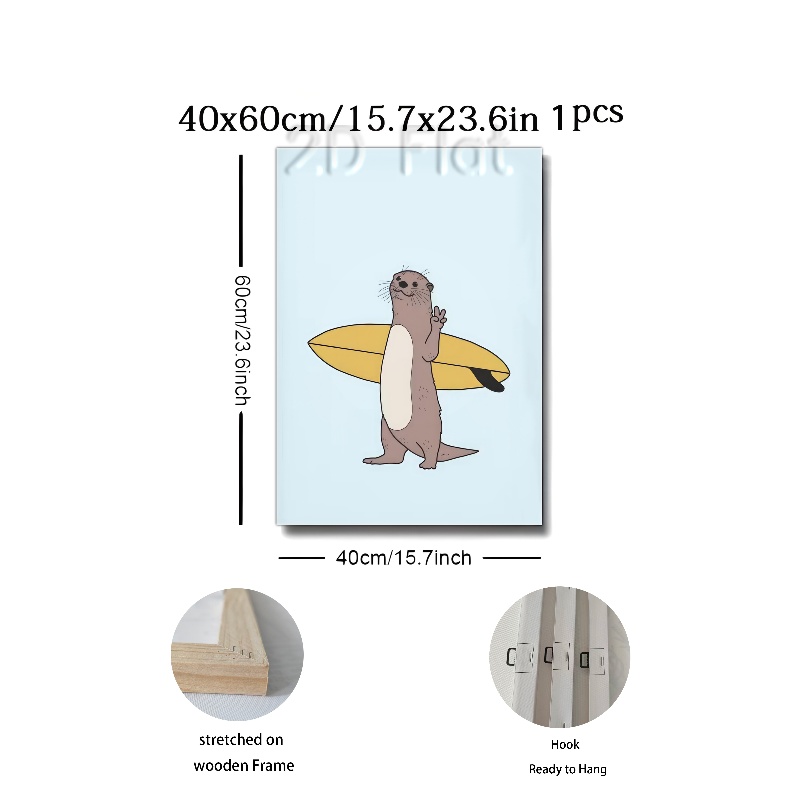 40x60cm/15.7x23.6in 1pcs
2D Flat
60cm/23.6inch
40cm/15.7inch
stretched on
wooden Frame
Hook
Ready to Hang